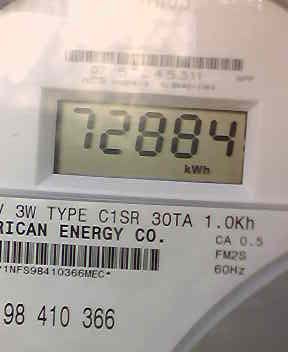 72884
kWh
V 3W TYPE C1SR 30TA 1.0Kh
RICAN ENERGY CO.
CA 0.5
FM2S
*1NFS98410366MEC*
60Hz
98 410 366